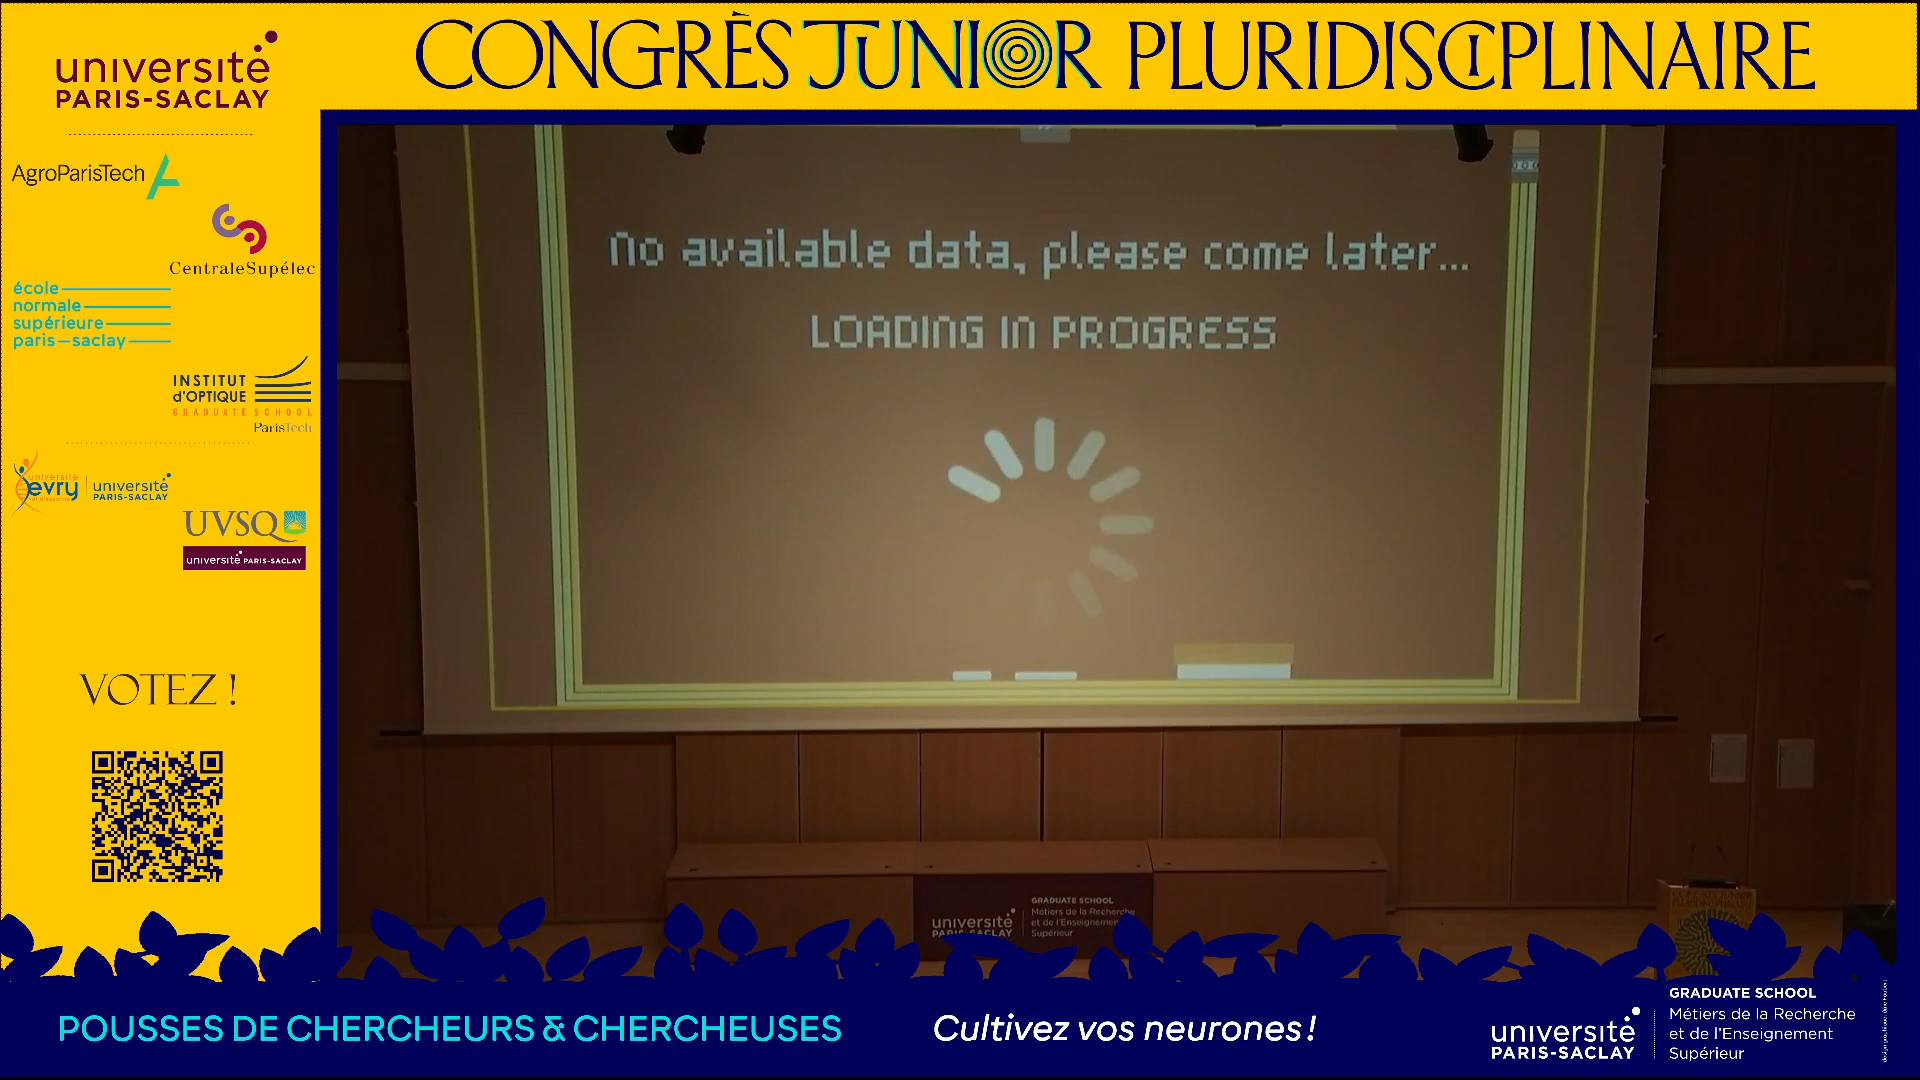 université
PARIS-SACLAY
CONGRÈS JUNIOR PLURIDISCIPLINAIRE
AgroParisTech
CentraleSupélec
école
normale
supérieure
paris-saclay
INSTITUT
d'OPTIQUE
GRADUATE SCHOOL
ParisTech
université
evry
université
PARIS-SACLAY
UVSQ
université PARIS-SACLAY
VOTEZ !
no available data, please come later...
LOADING IN PROGRESS
université
PARIS-SACLAY
GRADUATE SCHOOL
Métiers de la Recherche
et de l'Enseignement
Supérieur
POUSSES DE CHERCHEURS & CHERCHEUSES
Cultivez vos neurones !
université
PARIS-SACLAY
GRADUATE SCHOOL
Métiers de la Recherche
et de l'Enseignement
Supérieur